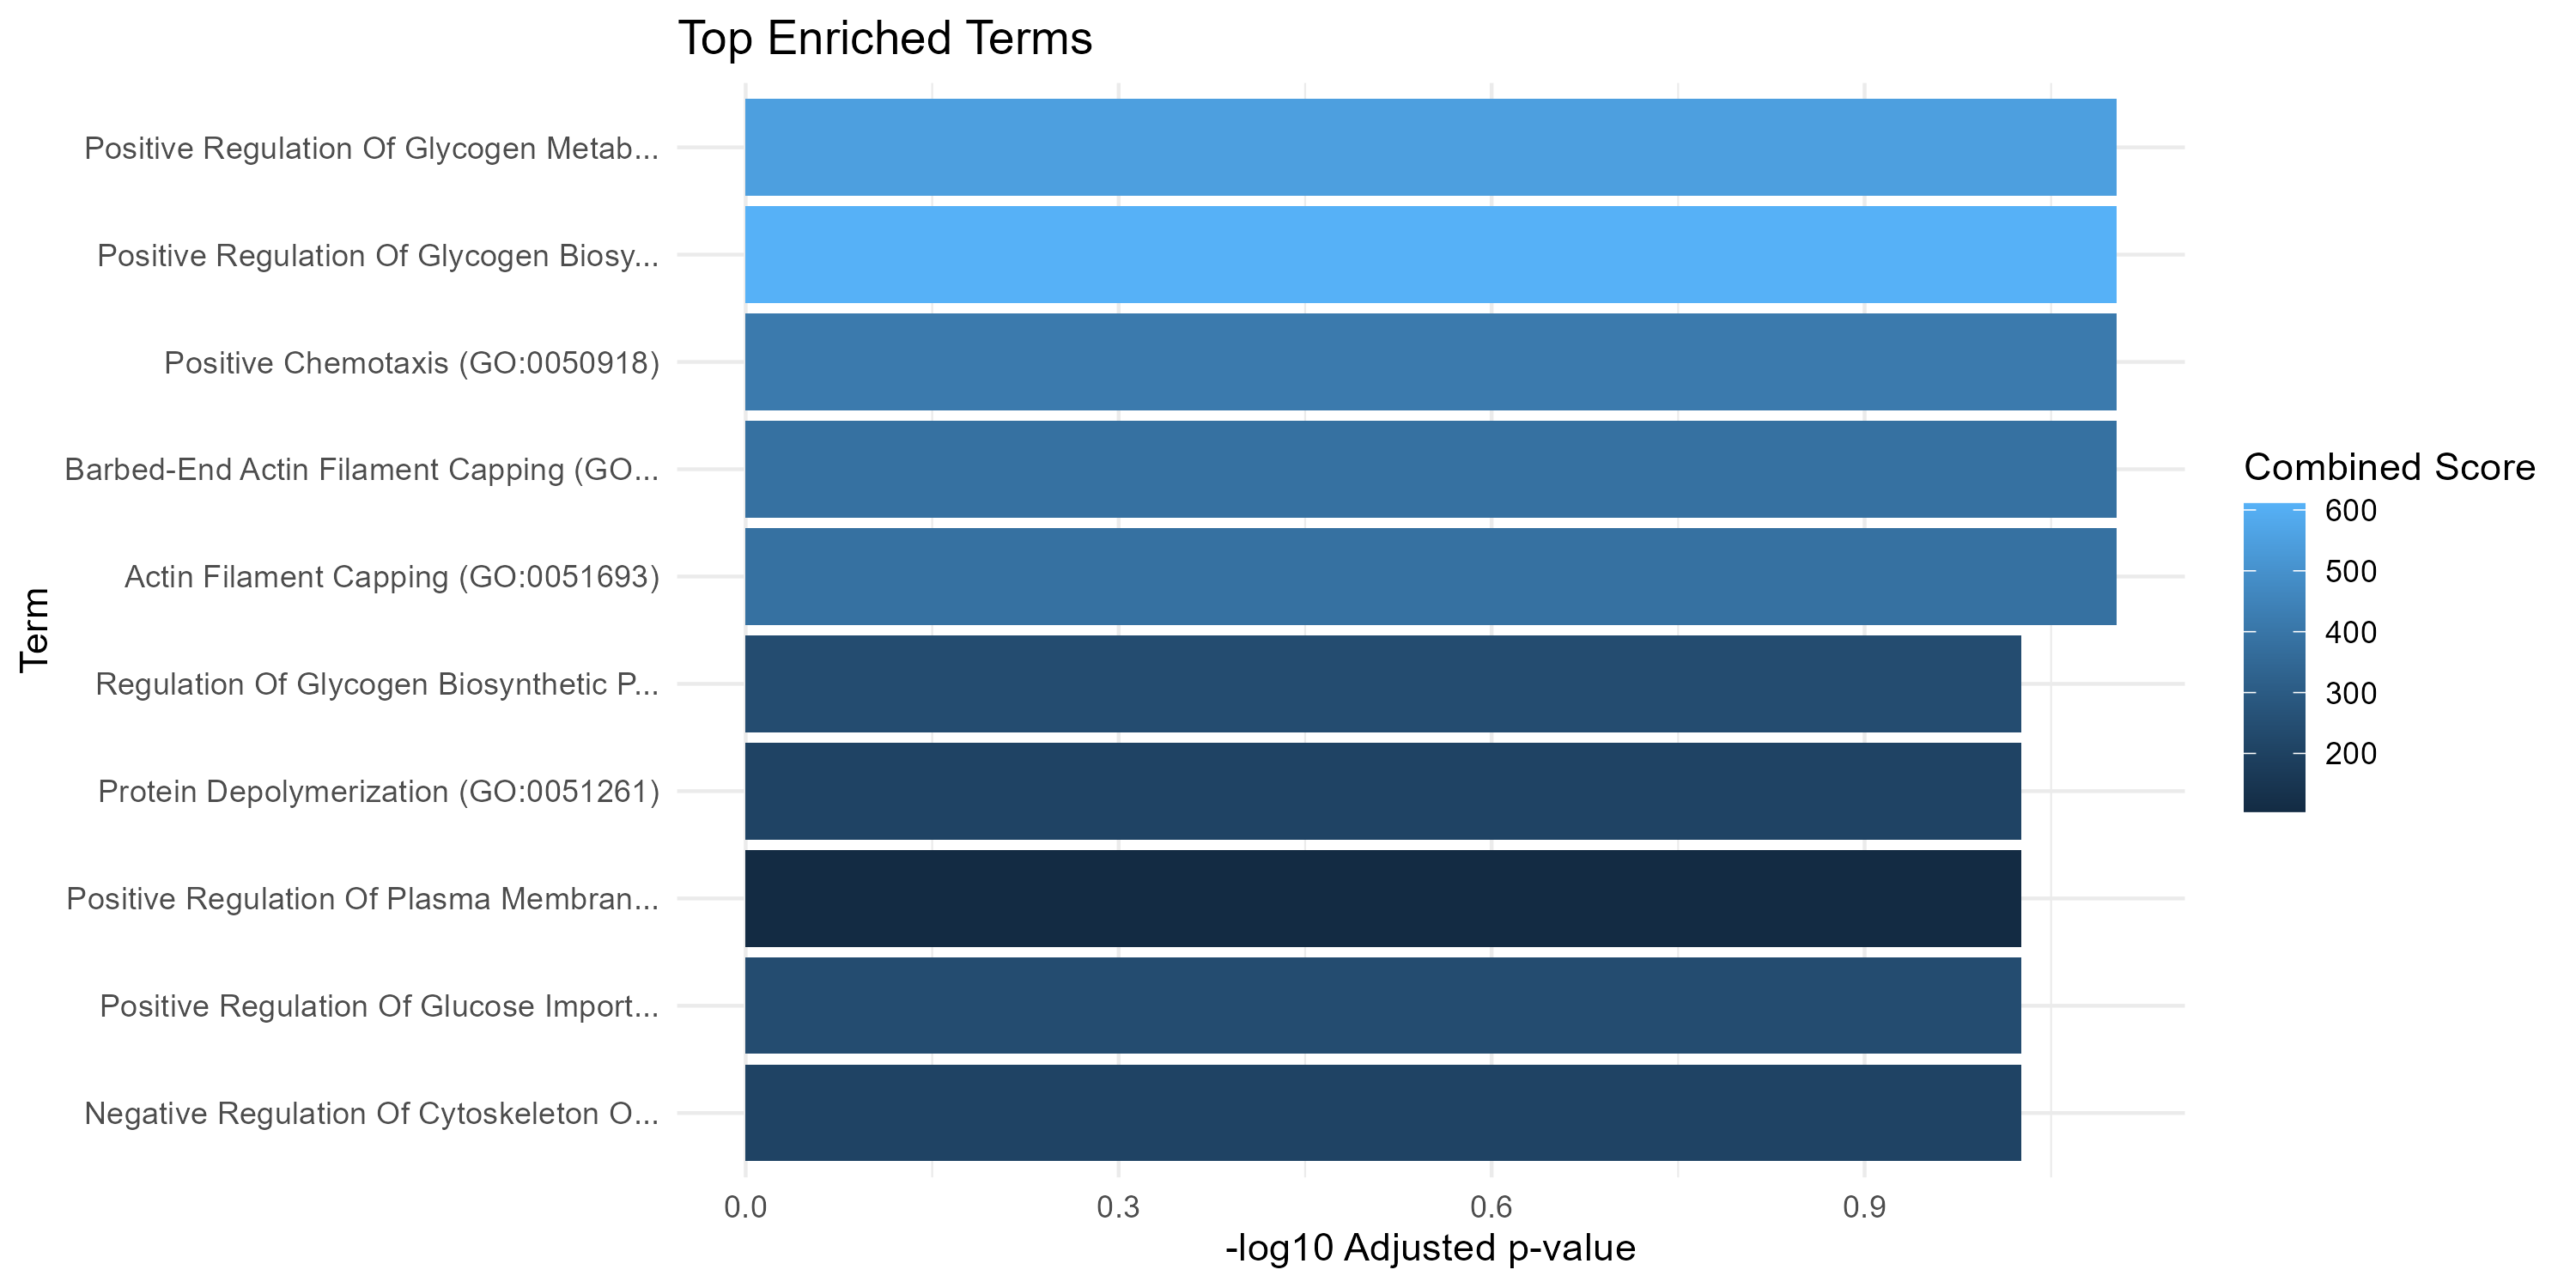 Top Enriched Terms
Positive Regulation Of Glycogen Metab...
Positive Regulation Of Glycogen Biosy...
Positive Chemotaxis (GO:0050918)
Barbed-End Actin Filament Capping (GO...
Actin Filament Capping (GO:0051693)
Regulation Of Glycogen Biosynthetic P...
Protein Depolymerization (GO:0051261)
Positive Regulation Of Plasma Membran...
Positive Regulation Of Glucose Import...
Negative Regulation Of Cytoskeleton O...
Term
0.0 0.3 0.6 0.9
-log10 Adjusted p-value
Combined Score
600
500
400
300
200